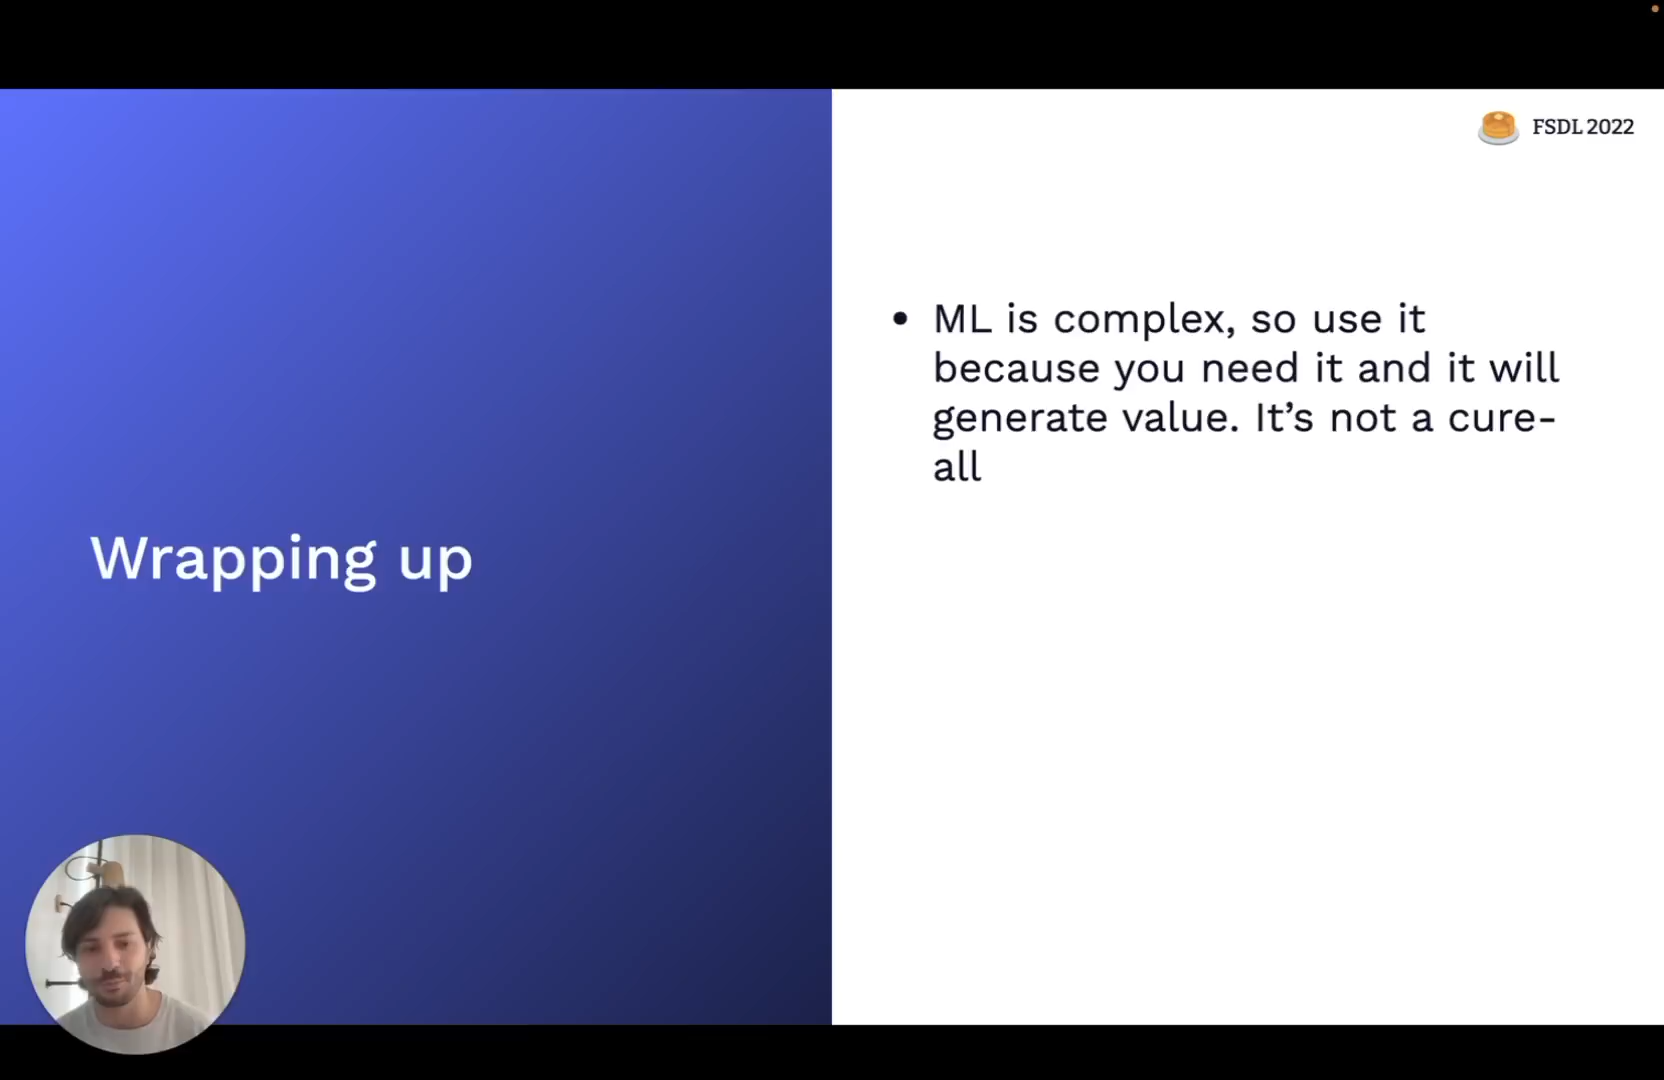 FSDL 2022
Wrapping up
• ML is complex, so use it
because you need it and it will
generate value. It’s not a cure-
all